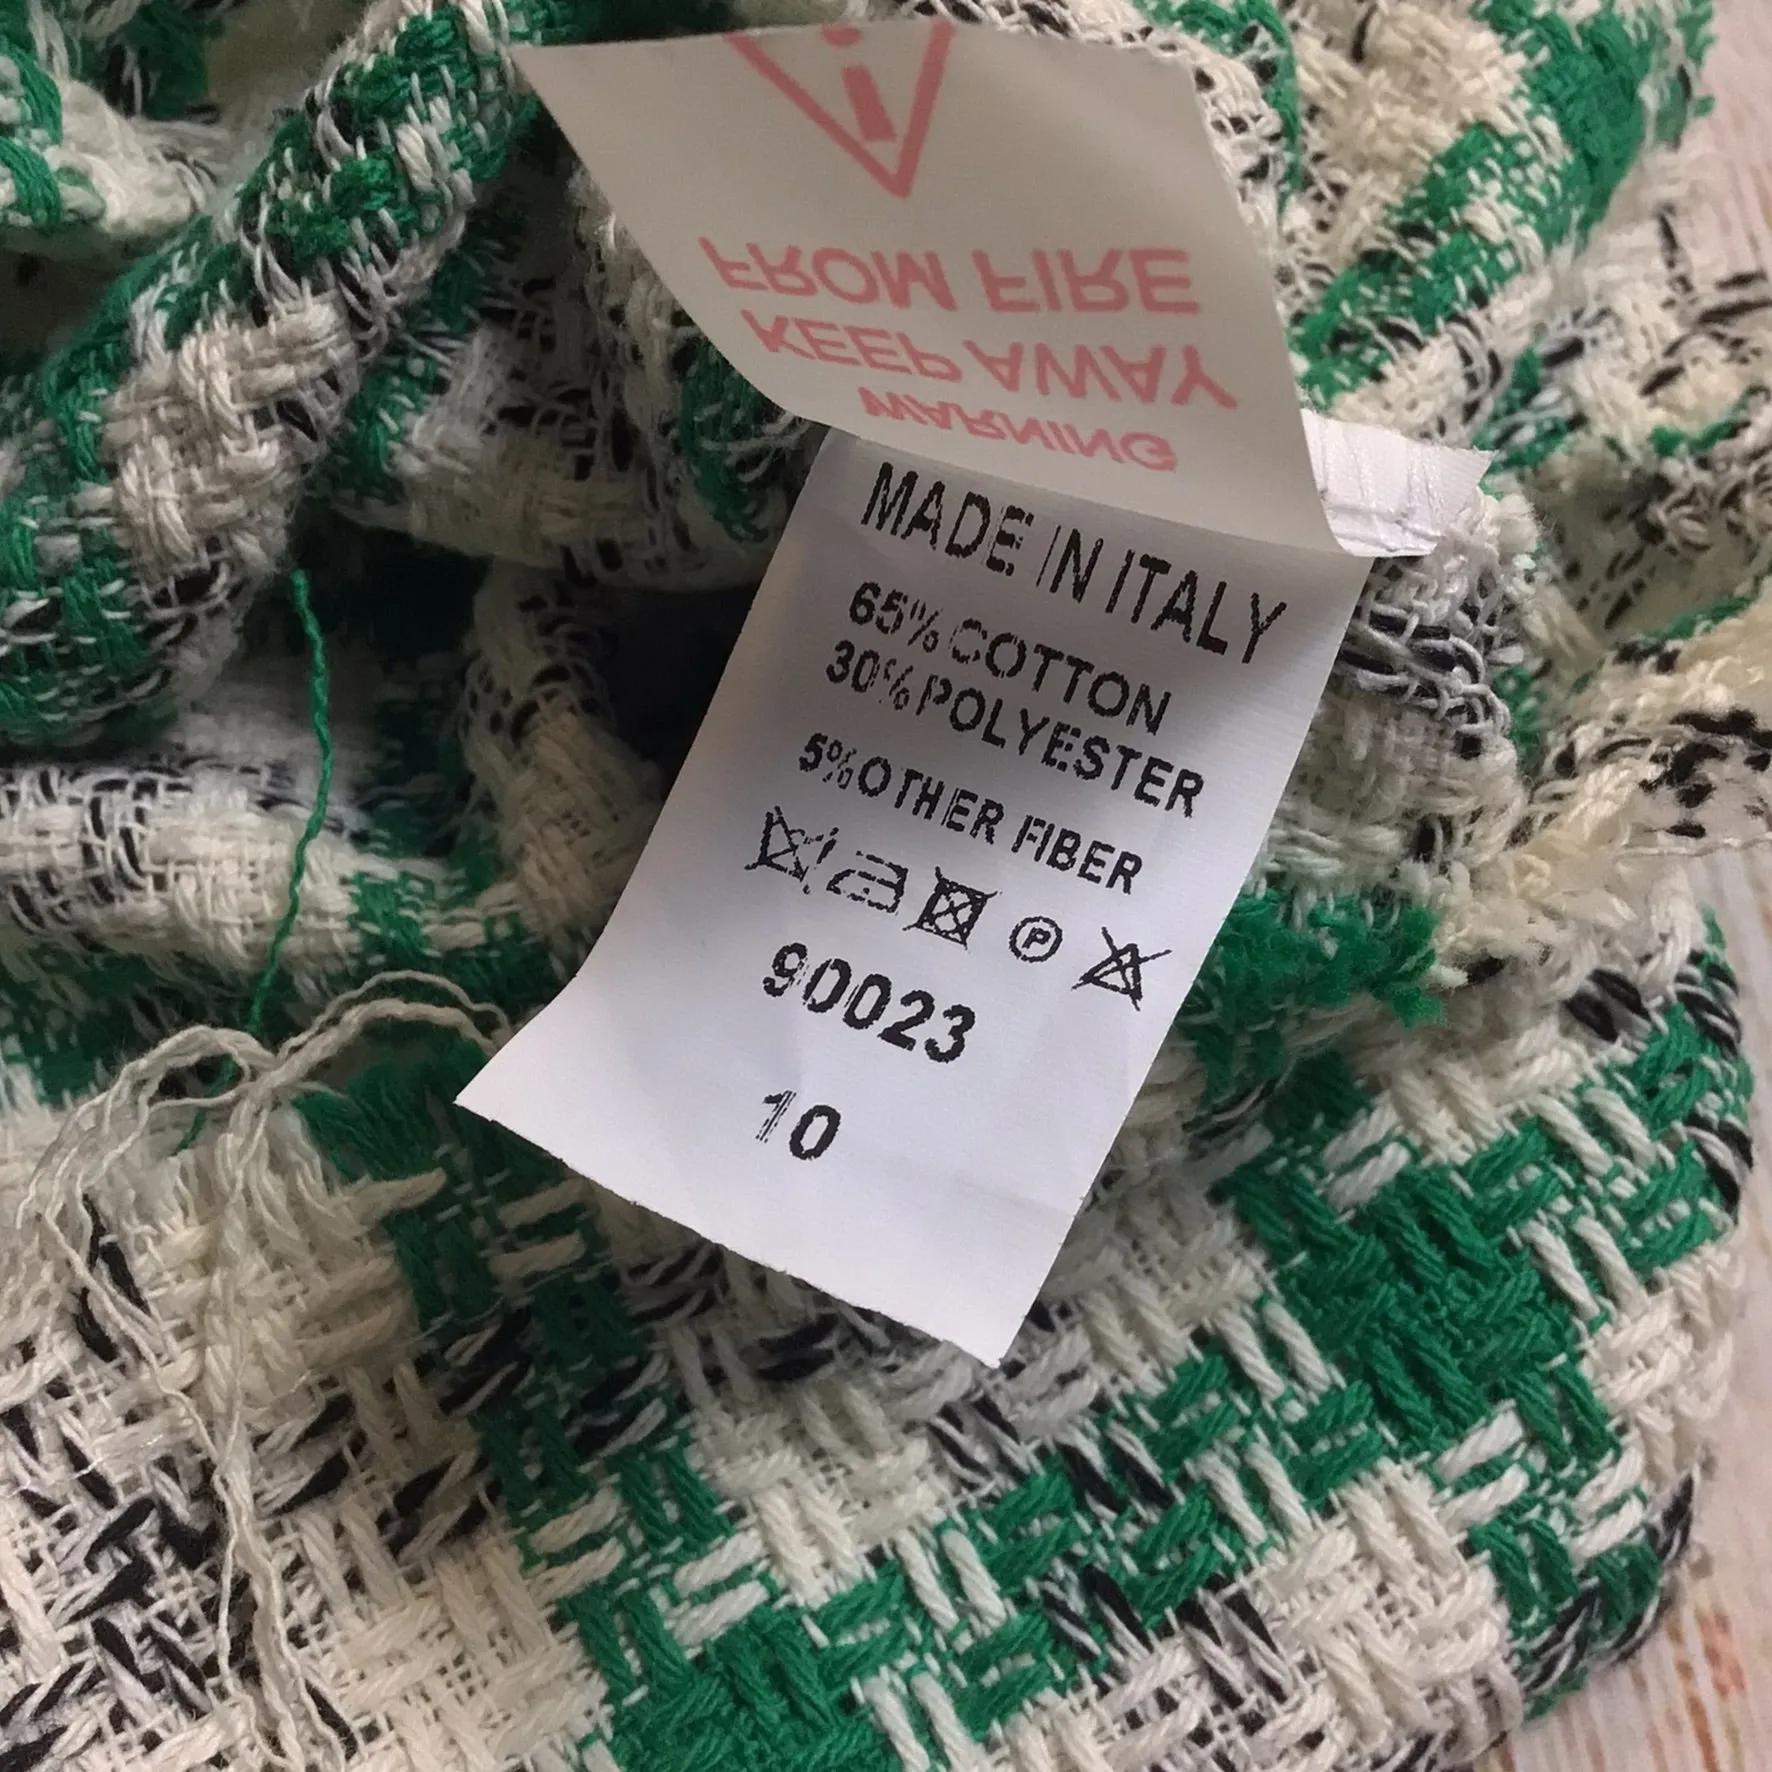 WARNING
KEEP AWAY
FROM FIRE
MADE IN ITALY
65% COTTON
30% POLYESTER
5% OTHER FIBER
P
90023
10